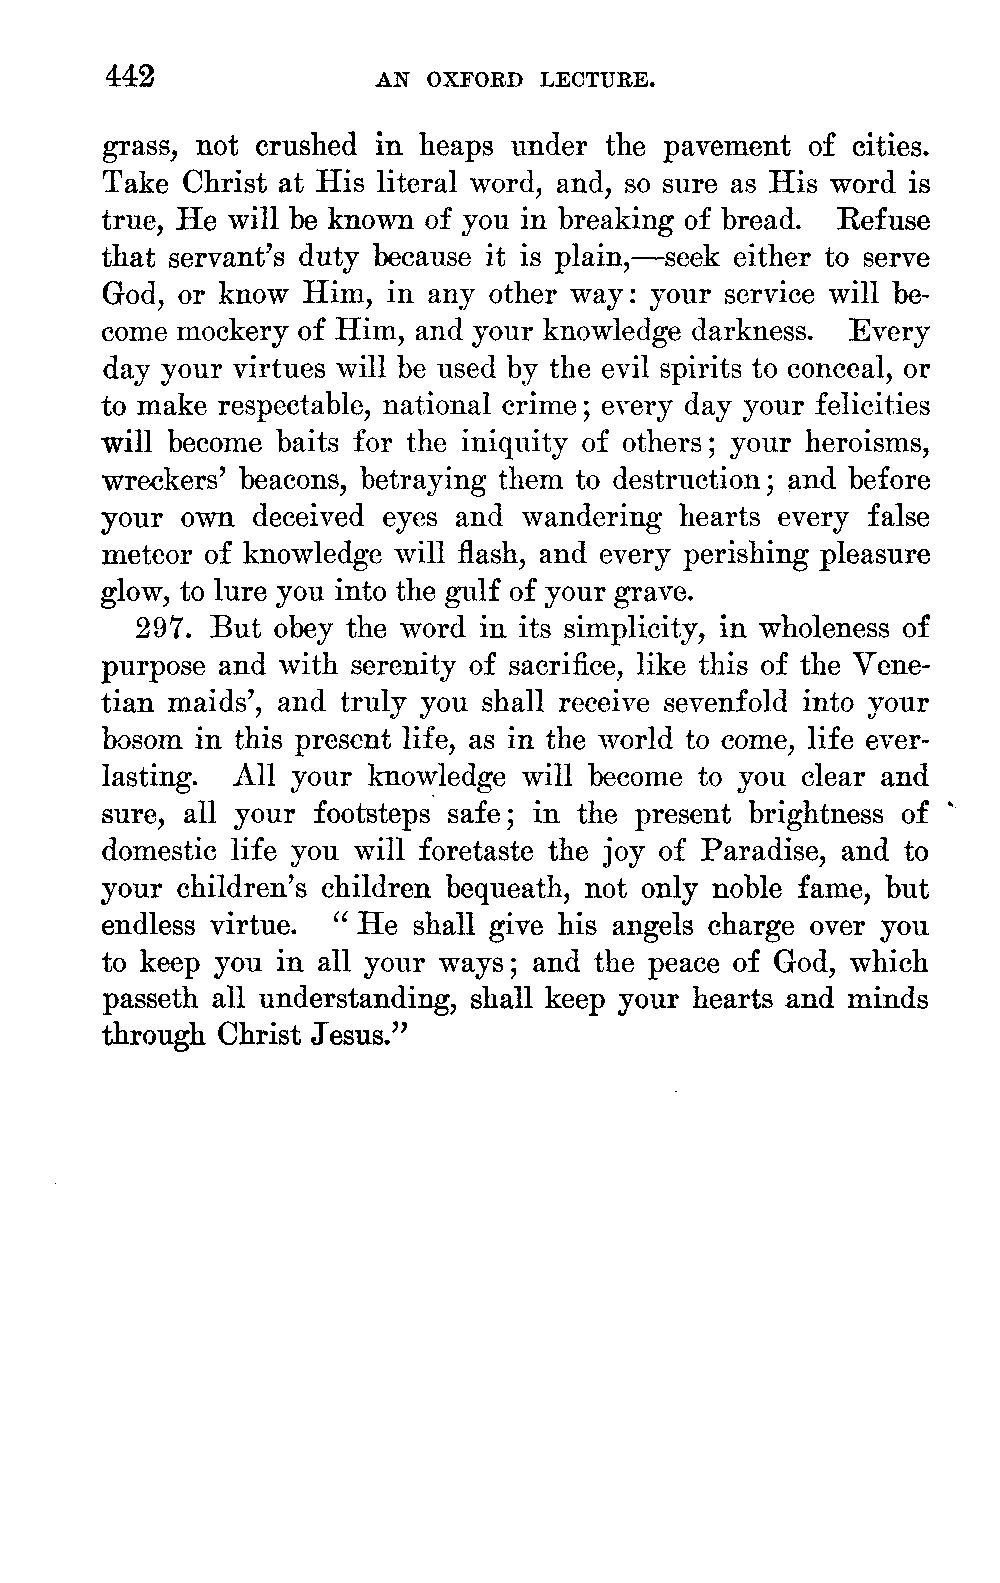 442 AN OXFORD LECTURE.
grass, not crushed in heaps under the pavement of cities.
Take Christ at His literal word, and, so sure as His word is
true, He will be known of you in breaking of bread. Refuse
that servant's duty because it is plain,—seek either to serve
God, or know Him, in any other way: your service will be-
come mockery of Him, and your knowledge darkness. Every
day your virtues will be used by the evil spirits to conceal, or
to make respectable, national crime; every day your felicities
will become baits for the iniquity of others; your heroisms,
wreckers' beacons, betraying them to destruction; and before
your own deceived eyes and wandering hearts every false
meteor of knowledge will flash, and every perishing pleasure
glow, to lure you into the gulf of your grave.
297. But obey the word in its simplicity, in wholeness of
purpose and with serenity of sacrifice, like this of the Vene-
tian maids', and truly you shall receive sevenfold into your
bosom in this present life, as in the world to come, life ever-
lasting. All your knowledge will become to you clear and
sure, all your footsteps safe; in the present brightness of
domestic life you will foretaste the joy of Paradise, and to
your children's children bequeath, not only noble fame, but
endless virtue. "He shall give his angels charge over you
to keep you in all your ways; and the peace of God, which
passeth all understanding, shall keep your hearts and minds
through Christ Jesus."